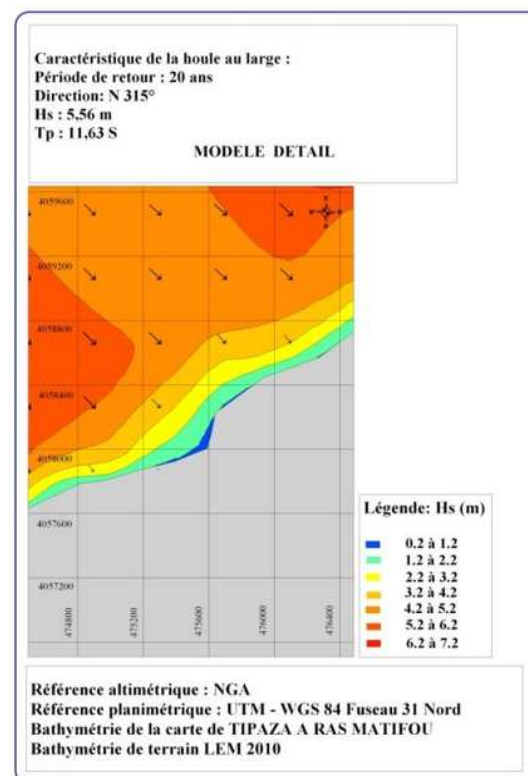 Caractéristique de la houle au large :
Période de retour : 20 ans
Direction: N 315°
Hs : 5,56 m
Tp : 11,63 S
MODELE DETAIL
4059600
4059200
4058800
4058400
4058000
4057600
4057200
474800
475200
475600
476000
476400
Légende: Hs (m)
0.2 à 1.2
1.2 à 2.2
2.2 à 3.2
3.2 à 4.2
4.2 à 5.2
5.2 à 6.2
6.2 à 7.2
Référence altimétrique : NGA
Référence planimétrique : UTM - WGS 84 Fuseau 31 Nord
Bathymétrie de la carte de TIPAZA A RAS MATIFOU
Bathymétrie de terrain LEM 2010